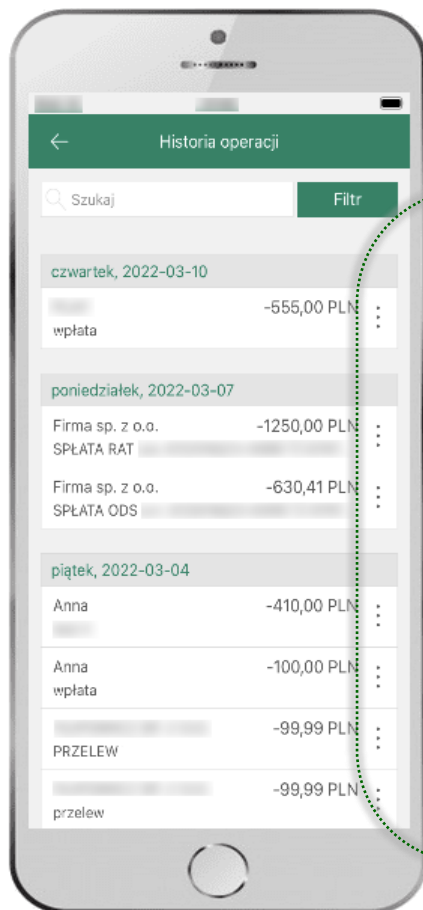 Historia operacji
Szukaj
Filtr
czwartek, 2022-03-10
-555,00 PLN
wpłata
poniedziałek, 2022-03-07
Firma sp. z o.o. -1250,00 PLN
SPŁATA RAT
Firma sp. z o.o. -630,41 PLN
SPŁATA ODS
piątek, 2022-03-04
Anna -410,00 PLN
Anna -100,00 PLN
wpłata
-99,99 PLN
PRZELEW
-99,99 PLN
przelew